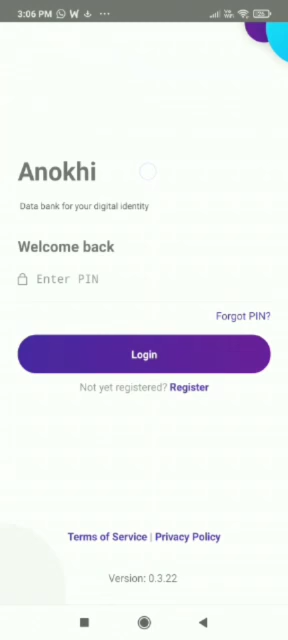 3:06 PM
Anokhi
Data bank for your digital identity
Welcome back
Enter PIN
Forgot PIN?
Login
Not yet registered? Register
Terms of Service | Privacy Policy
Version: 0.3.22